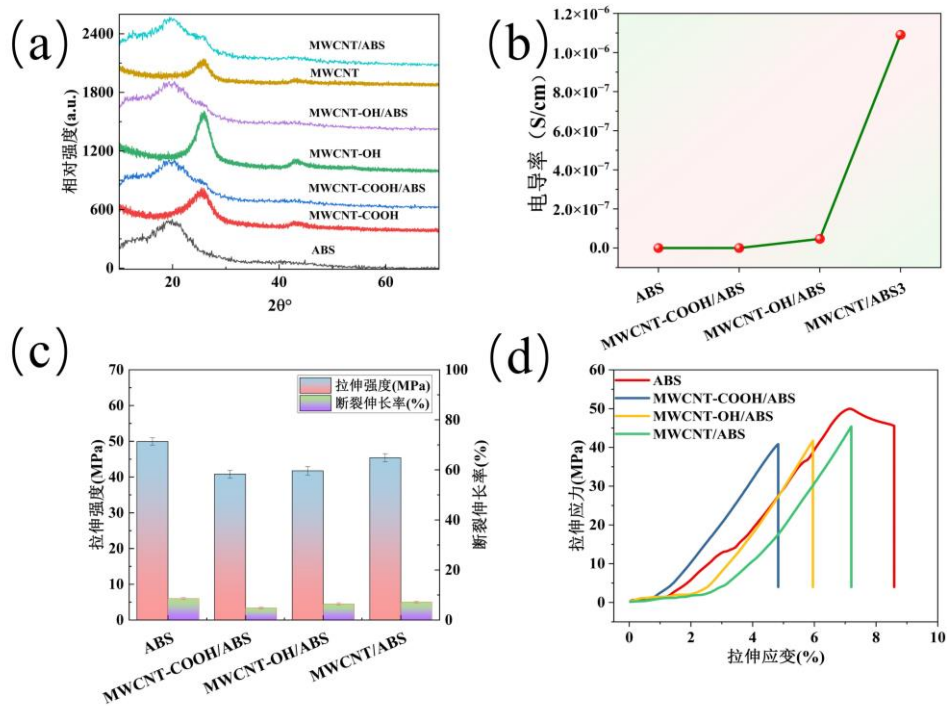 (a)
2400
1800
1200
600
0
相对强度(a.u.)
MWCNT/ABS
MWCNT
MWCNT-OH/ABS
MWCNT-OH
MWCNT-COOH/ABS
MWCNT-COOH
ABS
20
40
60
2θ°
(b)
1.2×10⁻⁶
1.0×10⁻⁶
8.0×10⁻⁷
6.0×10⁻⁷
4.0×10⁻⁷
2.0×10⁻⁷
0.0
电导率（S/cm）
ABS
MWCNT-COOH/ABS
MWCNT-OH/ABS
MWCNT/ABS3
(c)
70
60
50
40
30
20
10
0
拉伸强度(MPa)
拉伸强度(MPa)
断裂伸长率(%)
100
80
60
40
20
0
断裂伸长率(%)
ABS
MWCNT-COOH/ABS
MWCNT-OH/ABS
MWCNT/ABS
(d)
60
50
40
30
20
10
0
拉伸应力(MPa)
ABS
MWCNT-COOH/ABS
MWCNT-OH/ABS
MWCNT/ABS
0
2
4
6
8
10
拉伸应变(%)